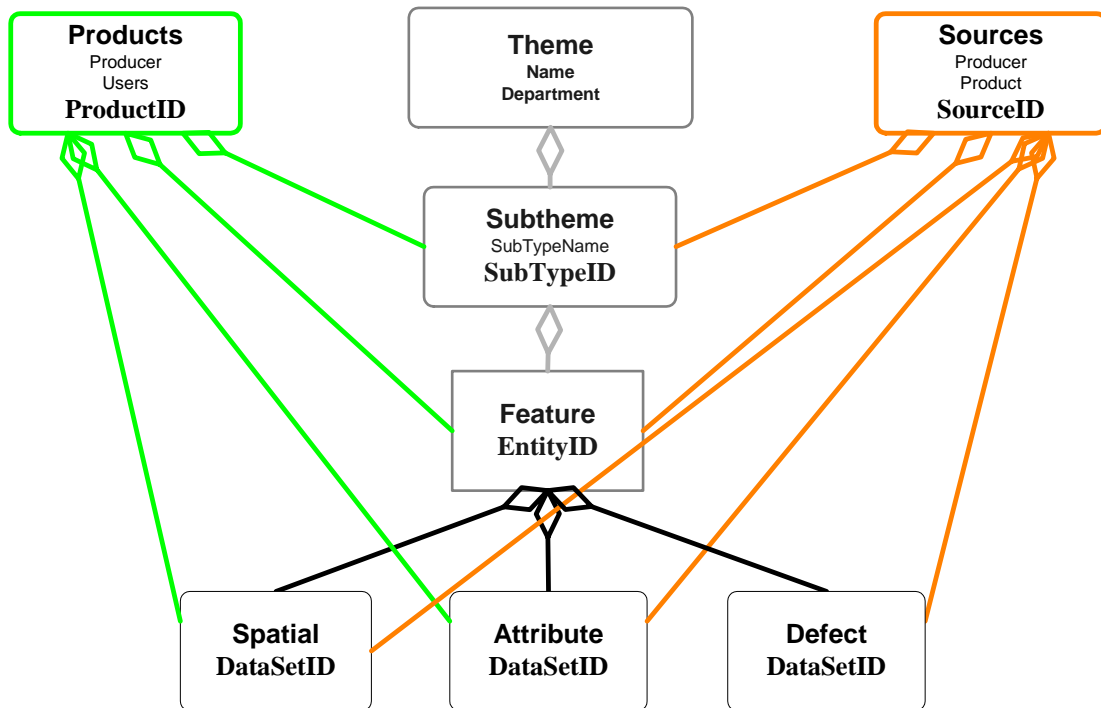 Products
Producer
Users
ProductID
Theme
Name
Department
Sources
Producer
Product
SourceID
Subtheme
SubTypeName
SubTypeID
Feature
EntityID
Spatial
DataSetID
Attribute
DataSetID
Defect
DataSetID